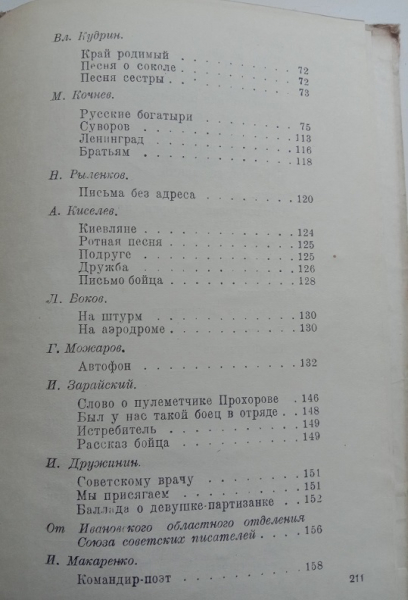 Вл. Кудрин.
Край родимый . . . . . . . . . . 72
Песня о соколе . . . . . . . . . 72
Песня сестры . . . . . . . . . . 73
М. Кочнев.
Русские богатыри . . . . . . . . 75
Суворов . . . . . . . . . . . . 113
Ленинград . . . . . . . . . . . 116
Братьям . . . . . . . . . . . . 118
Н. Рыленков.
Письма без адреса . . . . . . . 120
А. Киселев.
Киевляне . . . . . . . . . . . 124
Ротная песня . . . . . . . . . 125
Подруге . . . . . . . . . . . . 125
Дружба . . . . . . . . . . . . 126
Письмо бойца . . . . . . . . . 128
Л. Боков.
На штурм . . . . . . . . . . . 130
На аэродроме . . . . . . . . . 130
Г. Можаров.
Автофон . . . . . . . . . . . . 132
И. Зарайский.
Слово о пулеметчике Прохорове . 146
Был у нас такой боец в отряде . . 148
Истребитель . . . . . . . . . . 149
Рассказ бойца . . . . . . . . . 149
И. Дружинин.
Советскому врачу . . . . . . . 151
Мы присягаем . . . . . . . . . 151
Баллада о девушке-партизанке . . 152
От Ивановского областного отделения
Союза советских писателей . . . . 156
И. Макаренко.
Командир-поэт . . . . . . . . . 158
211